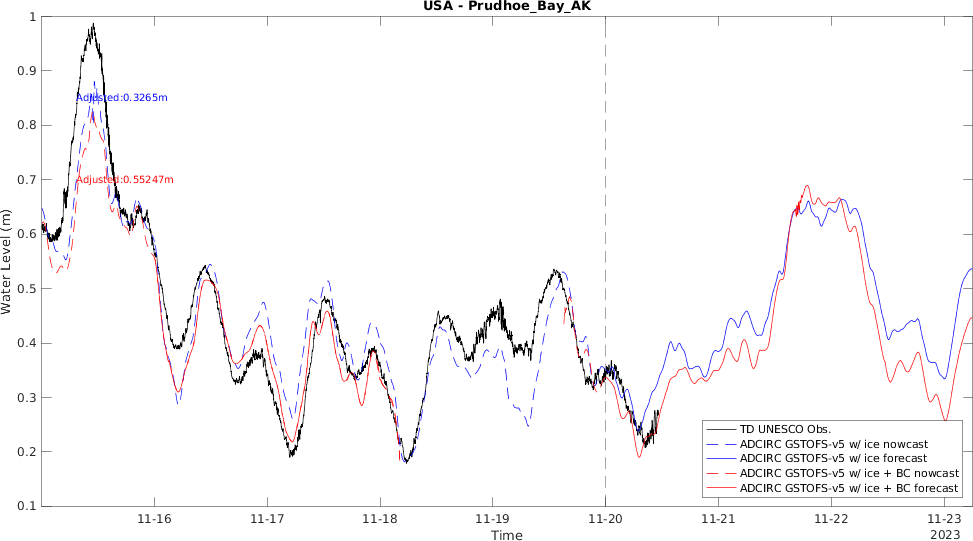 USA - Prudhoe_Bay_AK
1
0.9
0.8
0.7
0.6
0.5
0.4
0.3
0.2
0.1
Water Level (m)
Adjusted:0.3265m
Adjusted:0.55247m
TD UNESCO Obs.
ADCIRC GSTOFS-v5 w/ ice nowcast
ADCIRC GSTOFS-v5 w/ ice forecast
ADCIRC GSTOFS-v5 w/ ice + BC nowcast
ADCIRC GSTOFS-v5 w/ ice + BC forecast
11-16 11-17 11-18 11-19 11-20 11-21 11-22 11-23
Time 2023